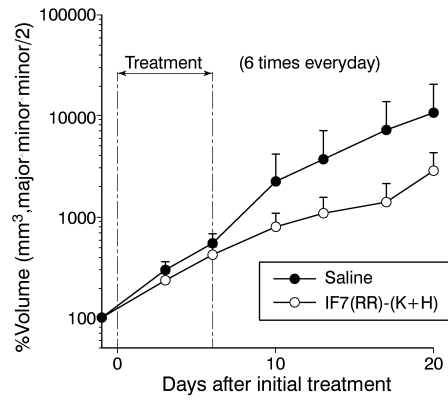 100000
Treatment
(6 times everyday)
10000
1000
100
%Volume (mm³,major minor minor/2)
Saline
IF7(RR)-(K+H)
0
10
20
Days after initial treatment